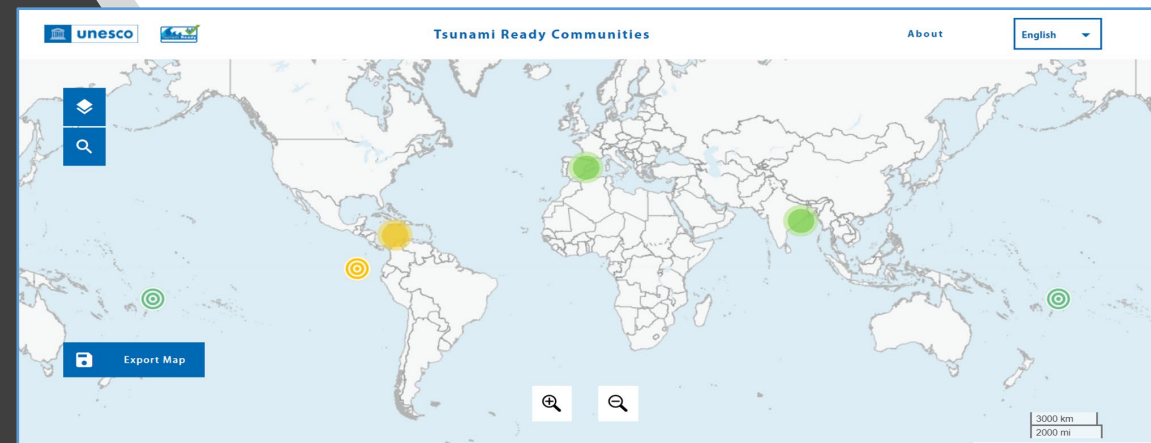 unesco
Tsunami Ready Communities
About
English
Export Map
3000 km
2000 mi